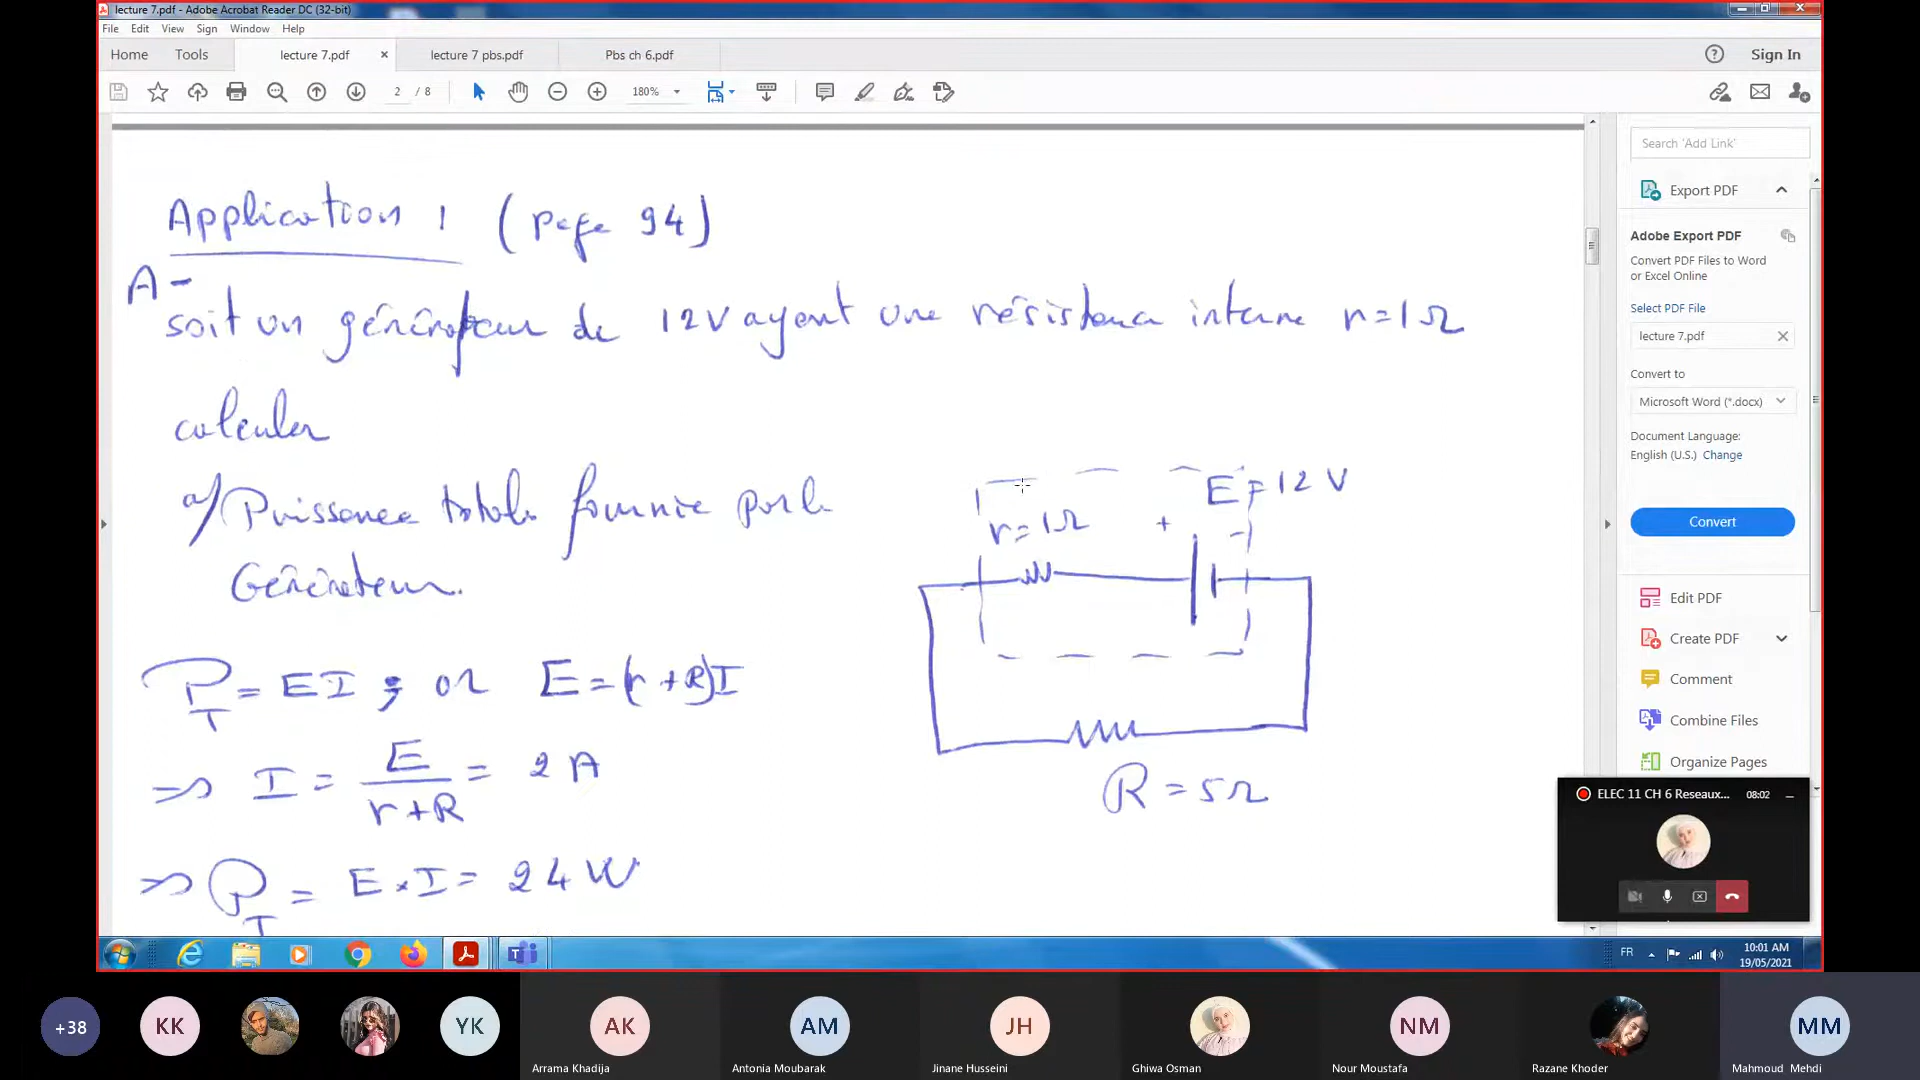 lecture 7.pdf - Adobe Acrobat Reader DC (32-bit)
File Edit View Sign Window Help
Home Tools lecture 7.pdf × lecture 7 pbs.pdf Pbs ch 6.pdf Sign In
2 / 8 180%
Application 1 (page 94)
A-
soit un générateur de 12V ayant une résistance interne r=1Ω
calculer
a/ Puissance totale fournie par le
Générateur.
E=12 V
r=1Ω + -
P_T = EI ; or E=(r+R)I
=> I = E/(r+R) = 2 A
R = 5Ω
=> P_T = E×I = 24 W
Search 'Add Link'
Export PDF
Adobe Export PDF
Convert PDF Files to Word
or Excel Online
Select PDF File
lecture 7.pdf
Convert to
Microsoft Word (*.docx)
Document Language:
English (U.S.) Change
Convert
Edit PDF
Create PDF
Comment
Combine Files
Organize Pages
ELEC 11 CH 6 Reseaux... 08:02
FR 10:01 AM
19/05/2021
+38 KK YK AK AM JH NM MM
Arrama Khadija Antonia Moubarak Jinane Husseini Ghiwa Osman Nour Moustafa Razane Khoder Mahmoud Mehdi